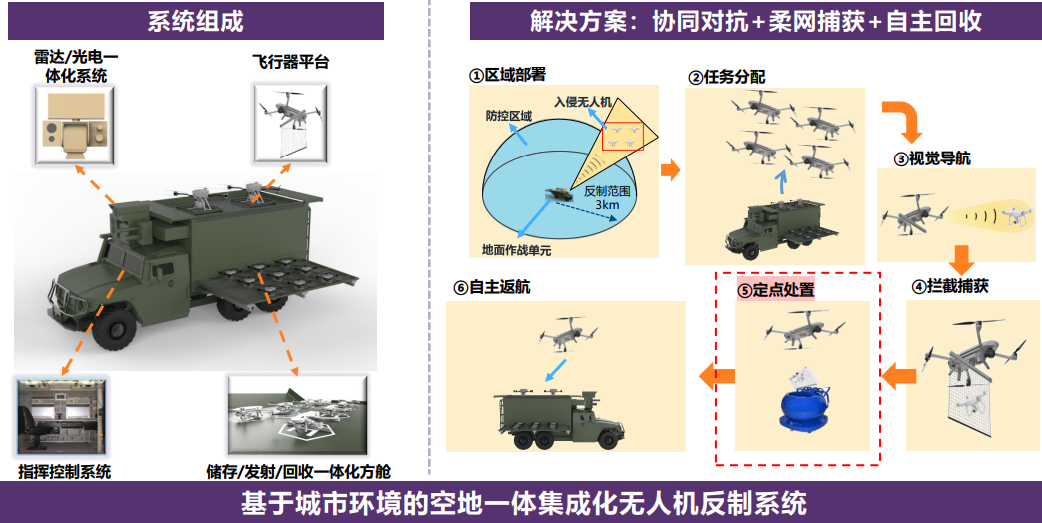 系统组成
雷达/光电一
体化系统
飞行器平台
指挥控制系统
储存/发射/回收一体化方舱
解决方案：协同对抗+柔网捕获+自主回收
①区域部署
入侵无人机
防控区域
反制范围
3km
地面作战单元
②任务分配
③视觉导航
④拦截捕获
⑤定点处置
⑥自主返航
基于城市环境的空地一体集成化无人机反制系统